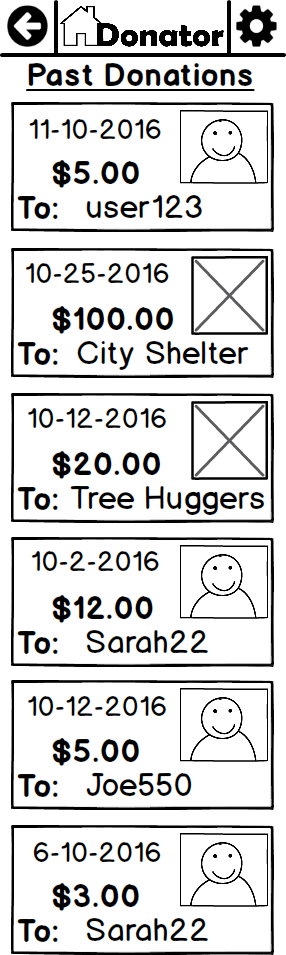 Donator
Past Donations
11-10-2016
$5.00
To: user123
10-25-2016
$100.00
To: City Shelter
10-12-2016
$20.00
To: Tree Huggers
10-2-2016
$12.00
To: Sarah22
10-12-2016
$5.00
To: Joe550
6-10-2016
$3.00
To: Sarah22